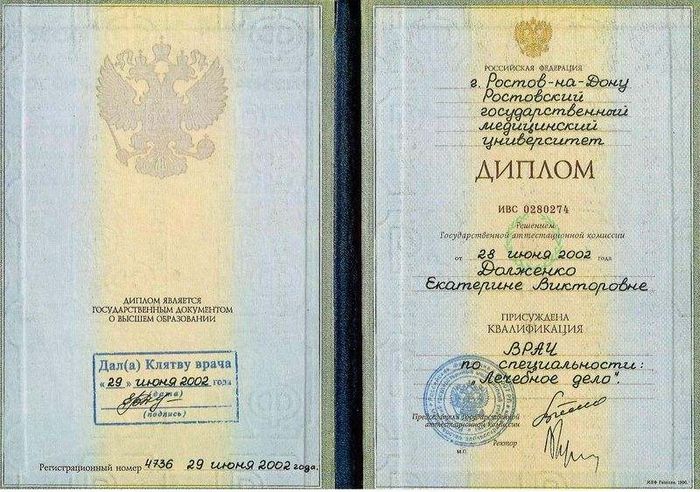 ДИПЛОМ ЯВЛЯЕТСЯ
ГОСУДАРСТВЕННЫМ ДОКУМЕНТОМ
О ВЫСШЕМ ОБРАЗОВАНИИ
Дал(а) Клятву врача
« 29 » июня 2002 года
(дата)
(подпись)
Регистрационный номер 4736 29 июня 2002 года.
РОССИЙСКАЯ ФЕДЕРАЦИЯ
г. Ростов-на-Дону
Ростовский
государственный
медицинский
университет
ДИПЛОМ
ИВС 0280274
Решением
Государственной аттестационной комиссии
от 28 июня 2002 года
Долженко
Екатерине Викторовне
ПРИСУЖДЕНА
КВАЛИФИКАЦИЯ
ВРАЧ
по специальности:
„Лечебное дело".
Председатель Государственной
аттестационной комиссии
Ректор
М.П.